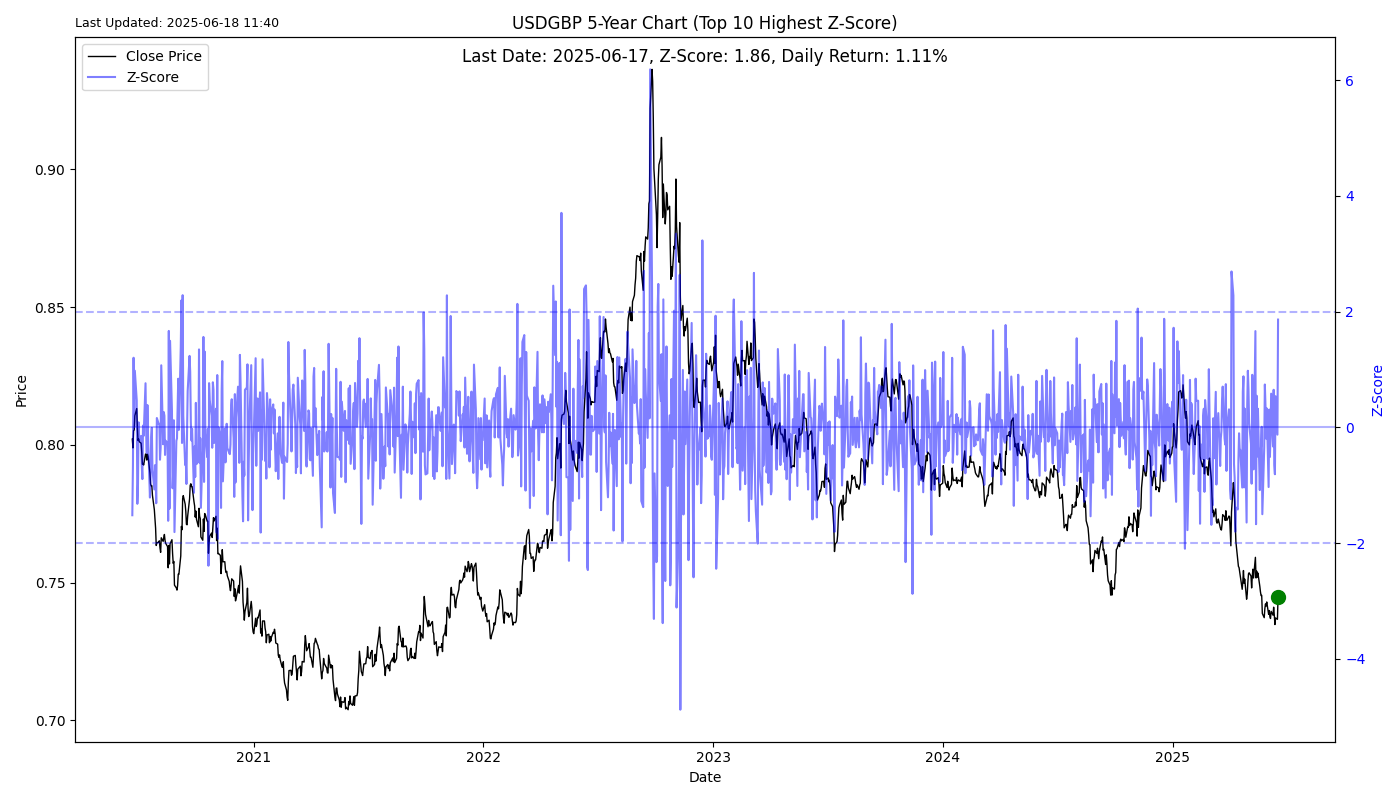 Last Updated: 2025-06-18 11:40
USDGBP 5-Year Chart (Top 10 Highest Z-Score)
Last Date: 2025-06-17, Z-Score: 1.86, Daily Return: 1.11%
Close Price
Z-Score
0.90
0.85
0.80
0.75
0.70
Price
6
4
2
0
−2
−4
Z-Score
2021
2022
2023
2024
2025
Date